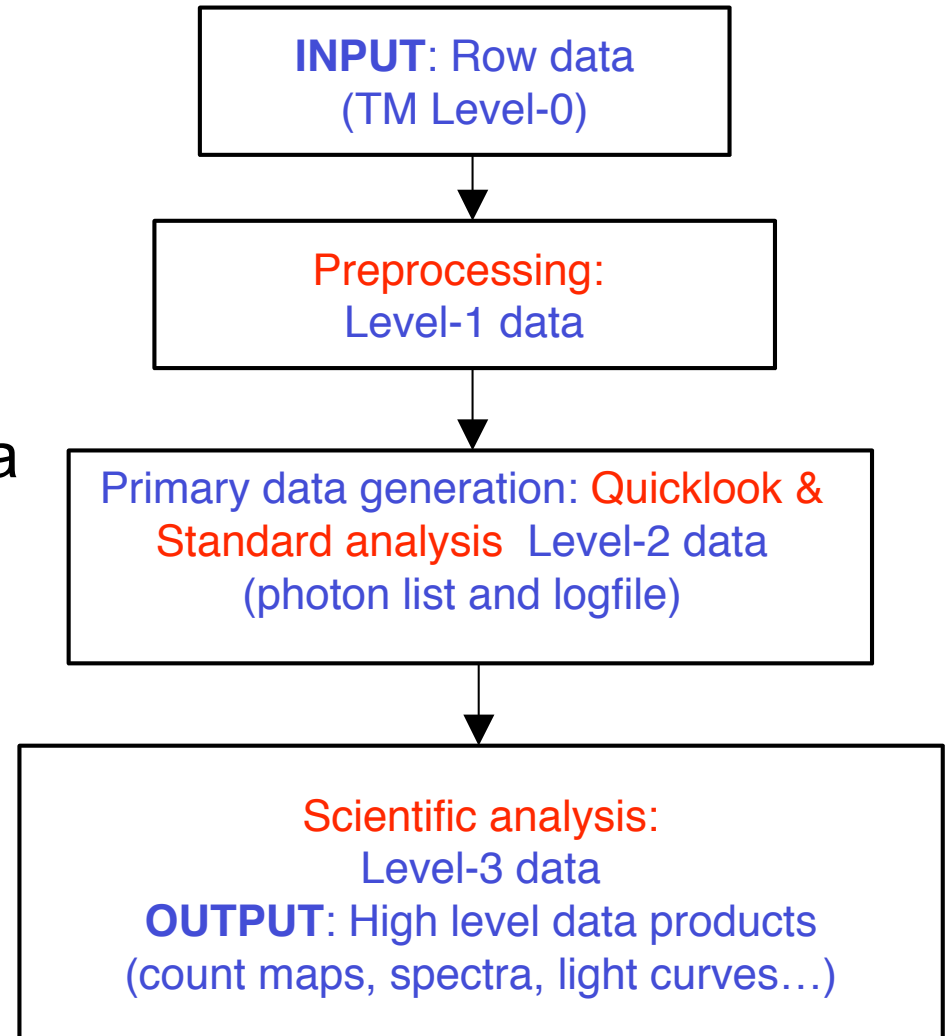 INPUT: Row data
(TM Level-0)
Preprocessing:
Level-1 data
a
Primary data generation: Quicklook &
Standard analysis Level-2 data
(photon list and logfile)
Scientific analysis:
Level-3 data
OUTPUT: High level data products
(count maps, spectra, light curves…)